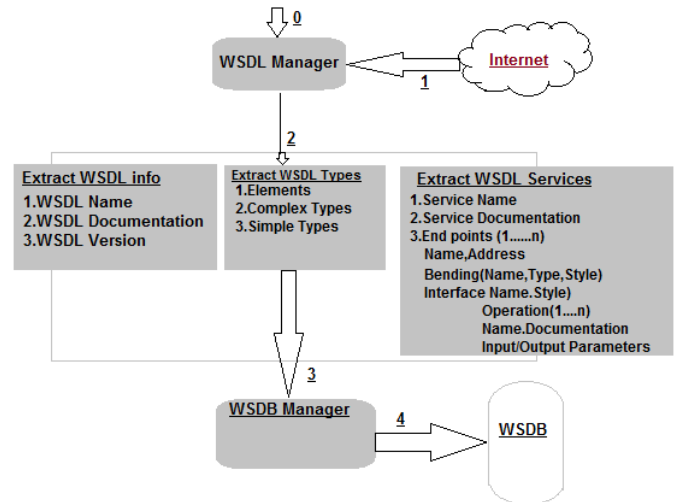 0
WSDL Manager
Internet
1
2
Extract WSDL info
1.WSDL Name
2.WSDL Documentation
3.WSDL Version
Extract WSDL Types
1.Elements
2.Complex Types
3.Simple Types
Extract WSDL Services
1.Service Name
2.Service Documentation
3.End points (1......n)
Name,Address
Bending(Name,Type,Style)
Interface Name.Style)
Operation(1....n)
Name.Documentation
Input/Output Parameters
3
WSDB Manager
4
WSDB